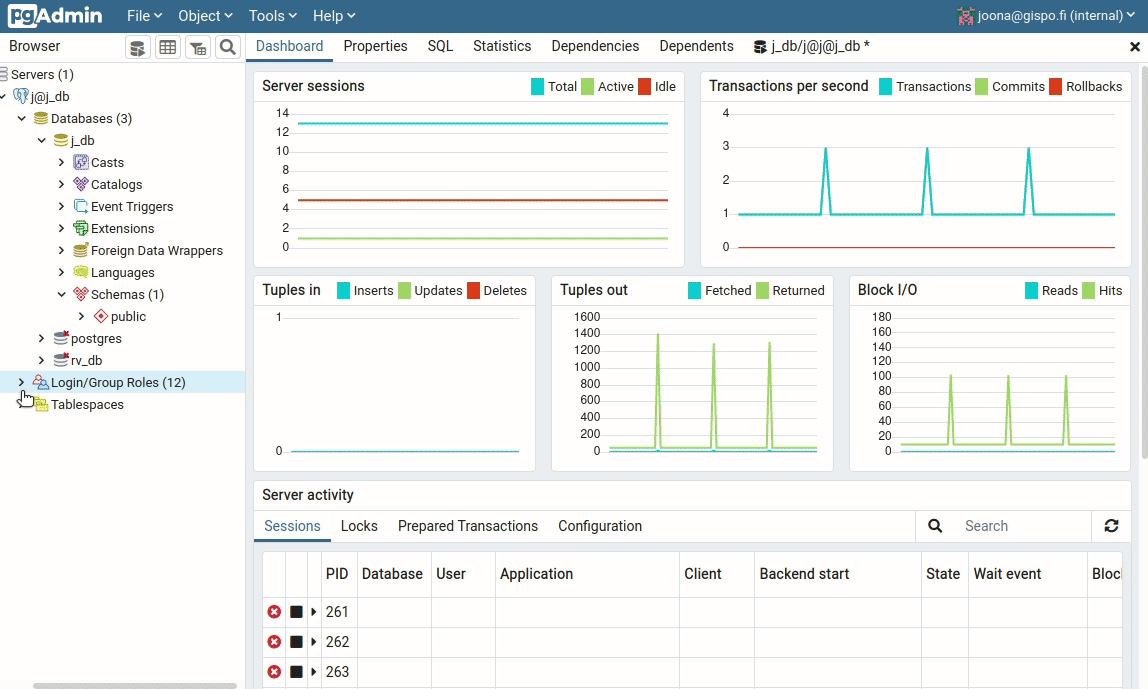 pgAdmin File Object Tools Help joona@gispo.fi (internal)
Browser
Dashboard Properties SQL Statistics Dependencies Dependents j_db/j@j@j_db *
Servers (1)
j@j_db
Databases (3)
j_db
Casts
Catalogs
Event Triggers
Extensions
Foreign Data Wrappers
Languages
Schemas (1)
public
postgres
rv_db
Login/Group Roles (12)
Tablespaces
Server sessions Total Active Idle
14
12
10
8
6
4
2
0
Transactions per second Transactions Commits Rollbacks
4
3
2
1
0
Tuples in Inserts Updates Deletes
1
0
Tuples out Fetched Returned
1600
1400
1200
1000
800
600
400
200
0
Block I/O Reads Hits
180
160
140
120
100
80
60
40
20
0
Server activity
Sessions Locks Prepared Transactions Configuration Search
PID Database User Application Client Backend start State Wait event Bloc
261
262
263